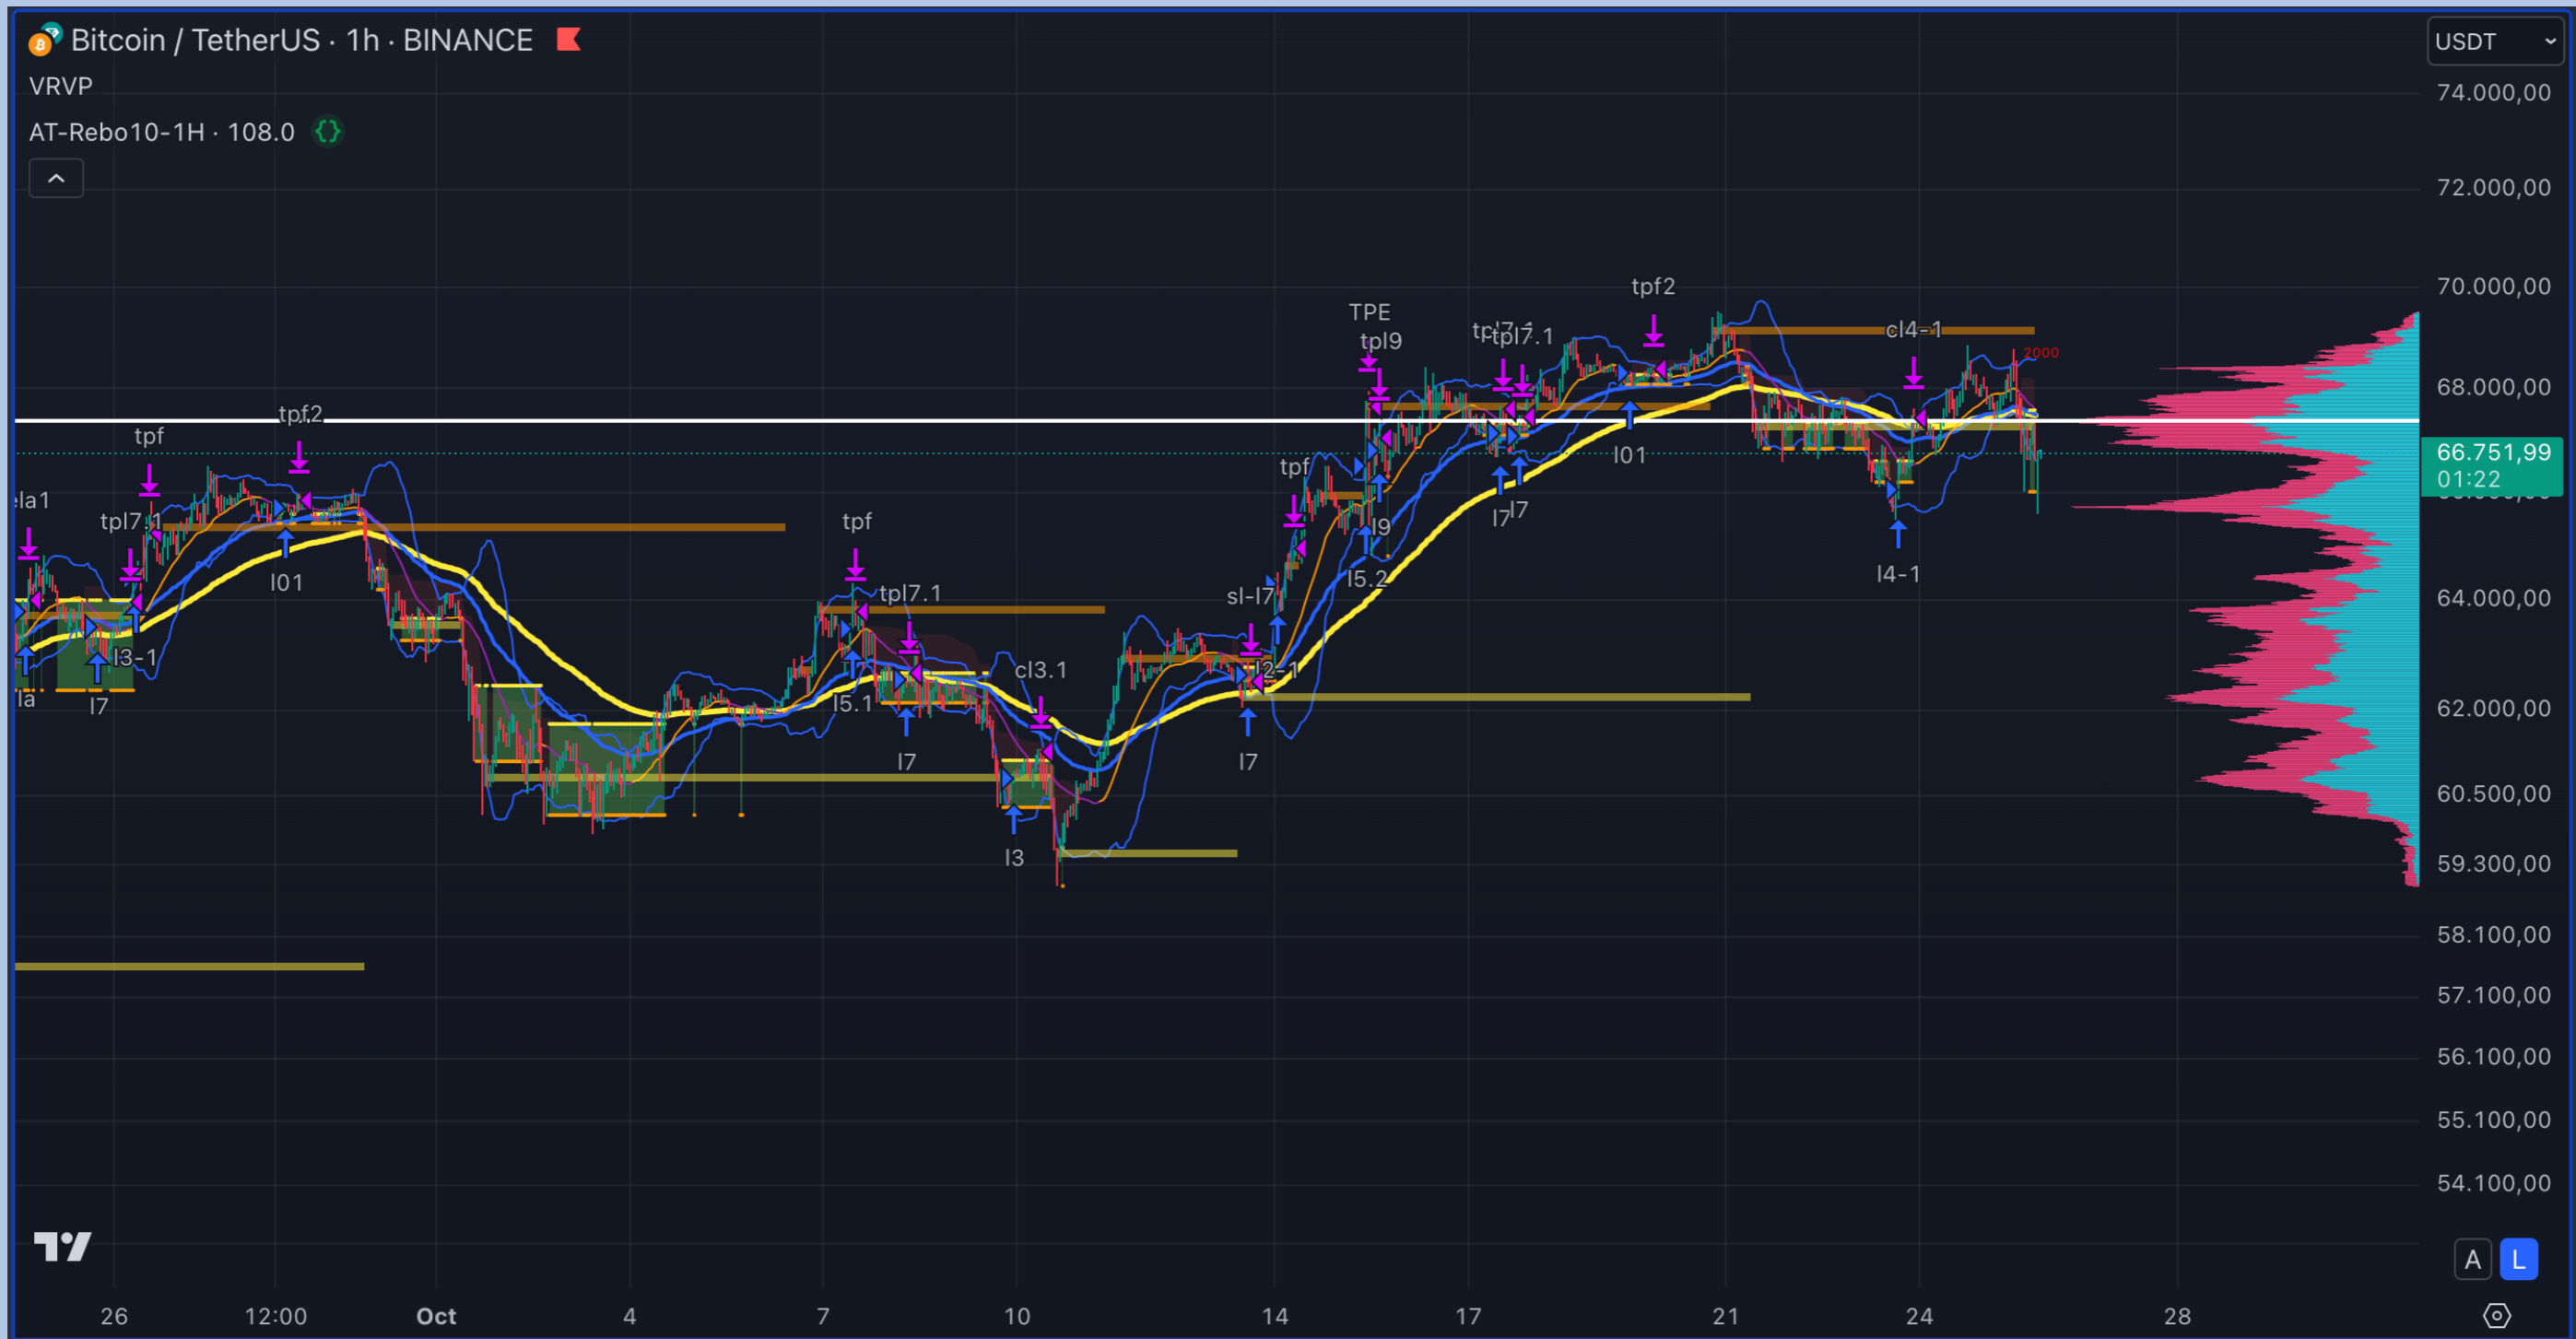 Bitcoin / TetherUS · 1h · BINANCE
USDT
VRVP
AT-Rebo10-1H · 108.0 {}
74.000,00
72.000,00
70.000,00
68.000,00
66.751,99
01:22
64.000,00
62.000,00
60.500,00
59.300,00
58.100,00
57.100,00
56.100,00
55.100,00
54.100,00
tpf2
TPE
tpl9
tpl7.1
cl4-1
2000
tpf2
tpf
l01
tpf
l9
l7
l7
ela1
tpl7.1
tpf
l01
l5.2
l4-1
tpl7.1
sl-l7
l3-1
cl3.1
l2-1
la
l7
l5.1
l7
l7
l3
A
L
26
12:00
Oct
4
7
10
14
17
21
24
28